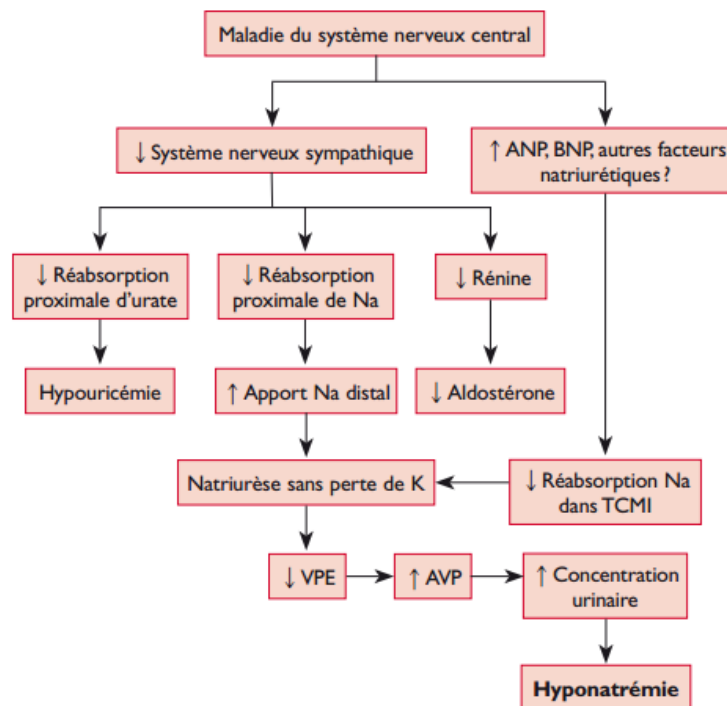 Maladie du système nerveux central
↓ Système nerveux sympathique
↑ ANP, BNP, autres facteurs
natriurétiques ?
↓ Réabsorption
proximale d'urate
↓ Réabsorption
proximale de Na
↓ Rénine
Hypouricémie
↑ Apport Na distal
↓ Aldostérone
Natriurèse sans perte de K
↓ Réabsorption Na
dans TCMI
↓ VPE
↑ AVP
↑ Concentration
urinaire
Hyponatrémie